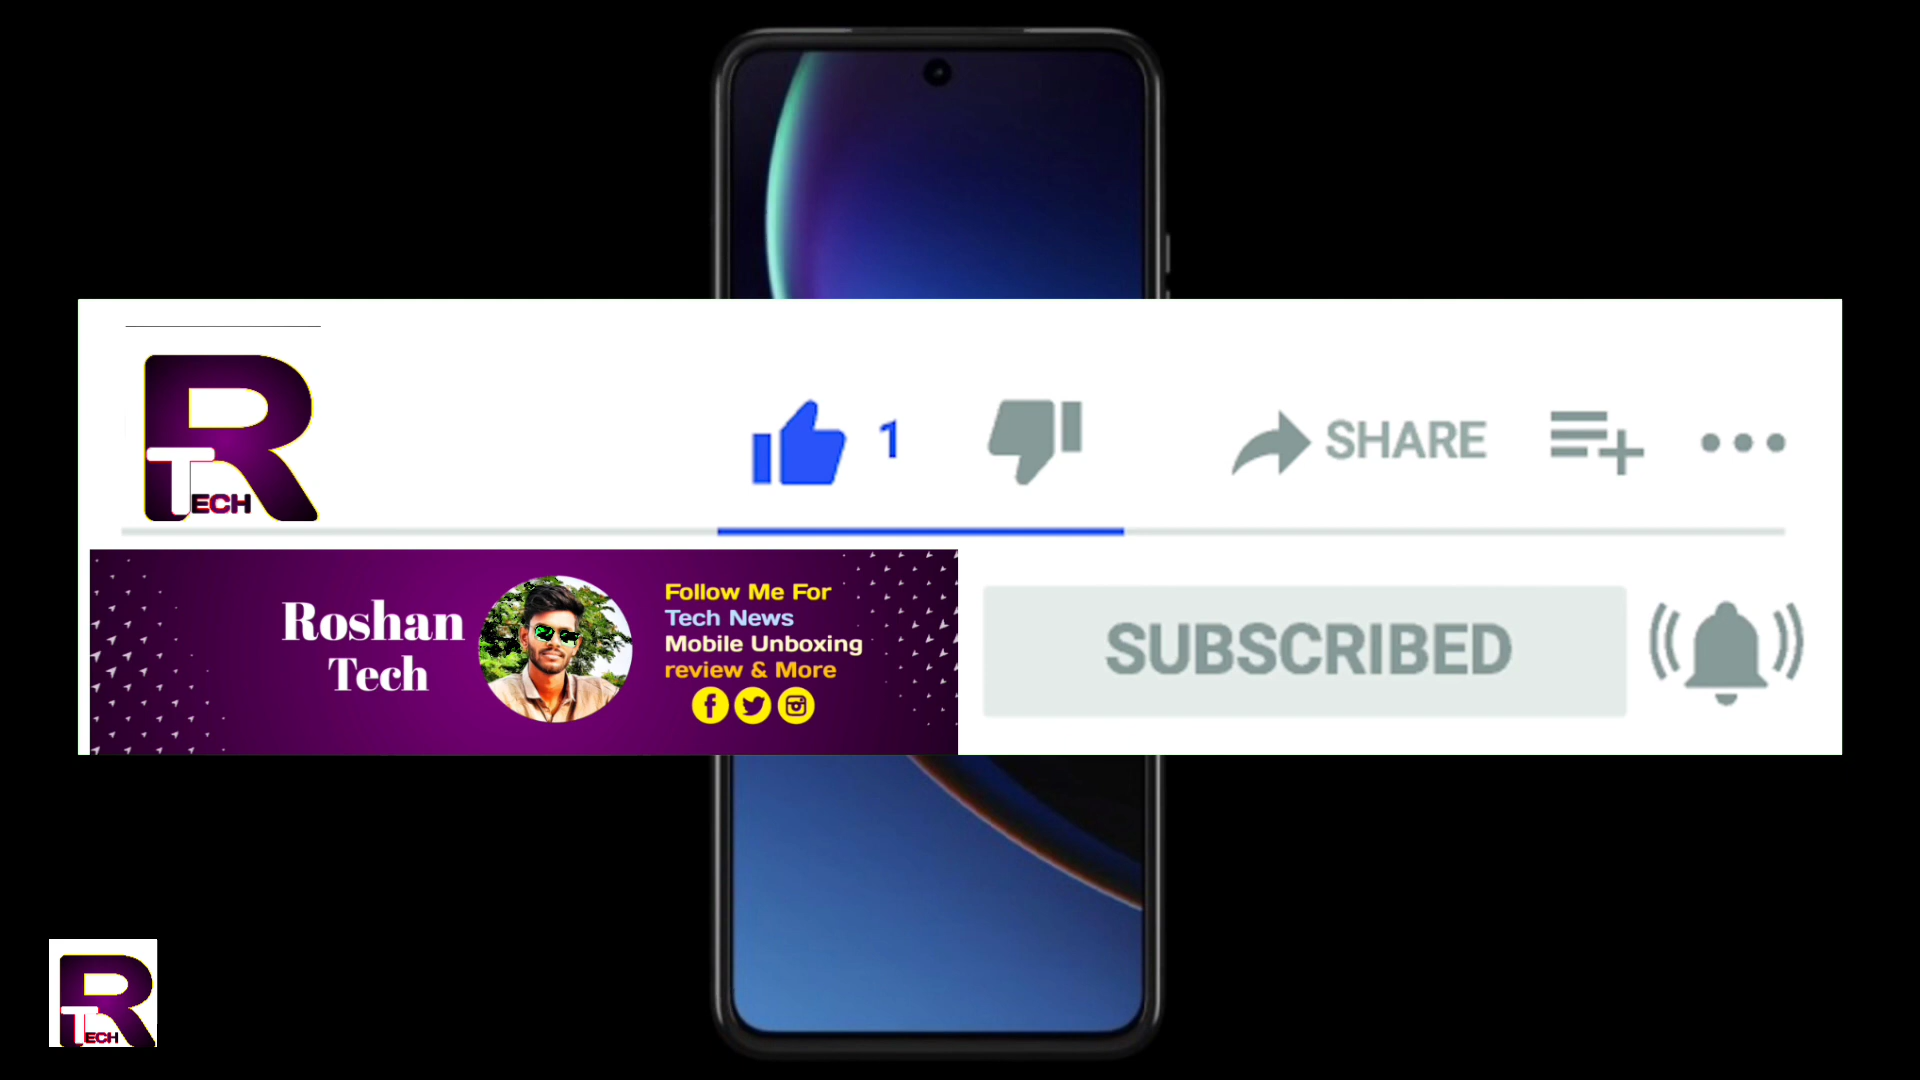 R
TECH
1
SHARE
Roshan
Tech
Follow Me For
Tech News
Mobile Unboxing
review & More
SUBSCRIBED
R
TECH